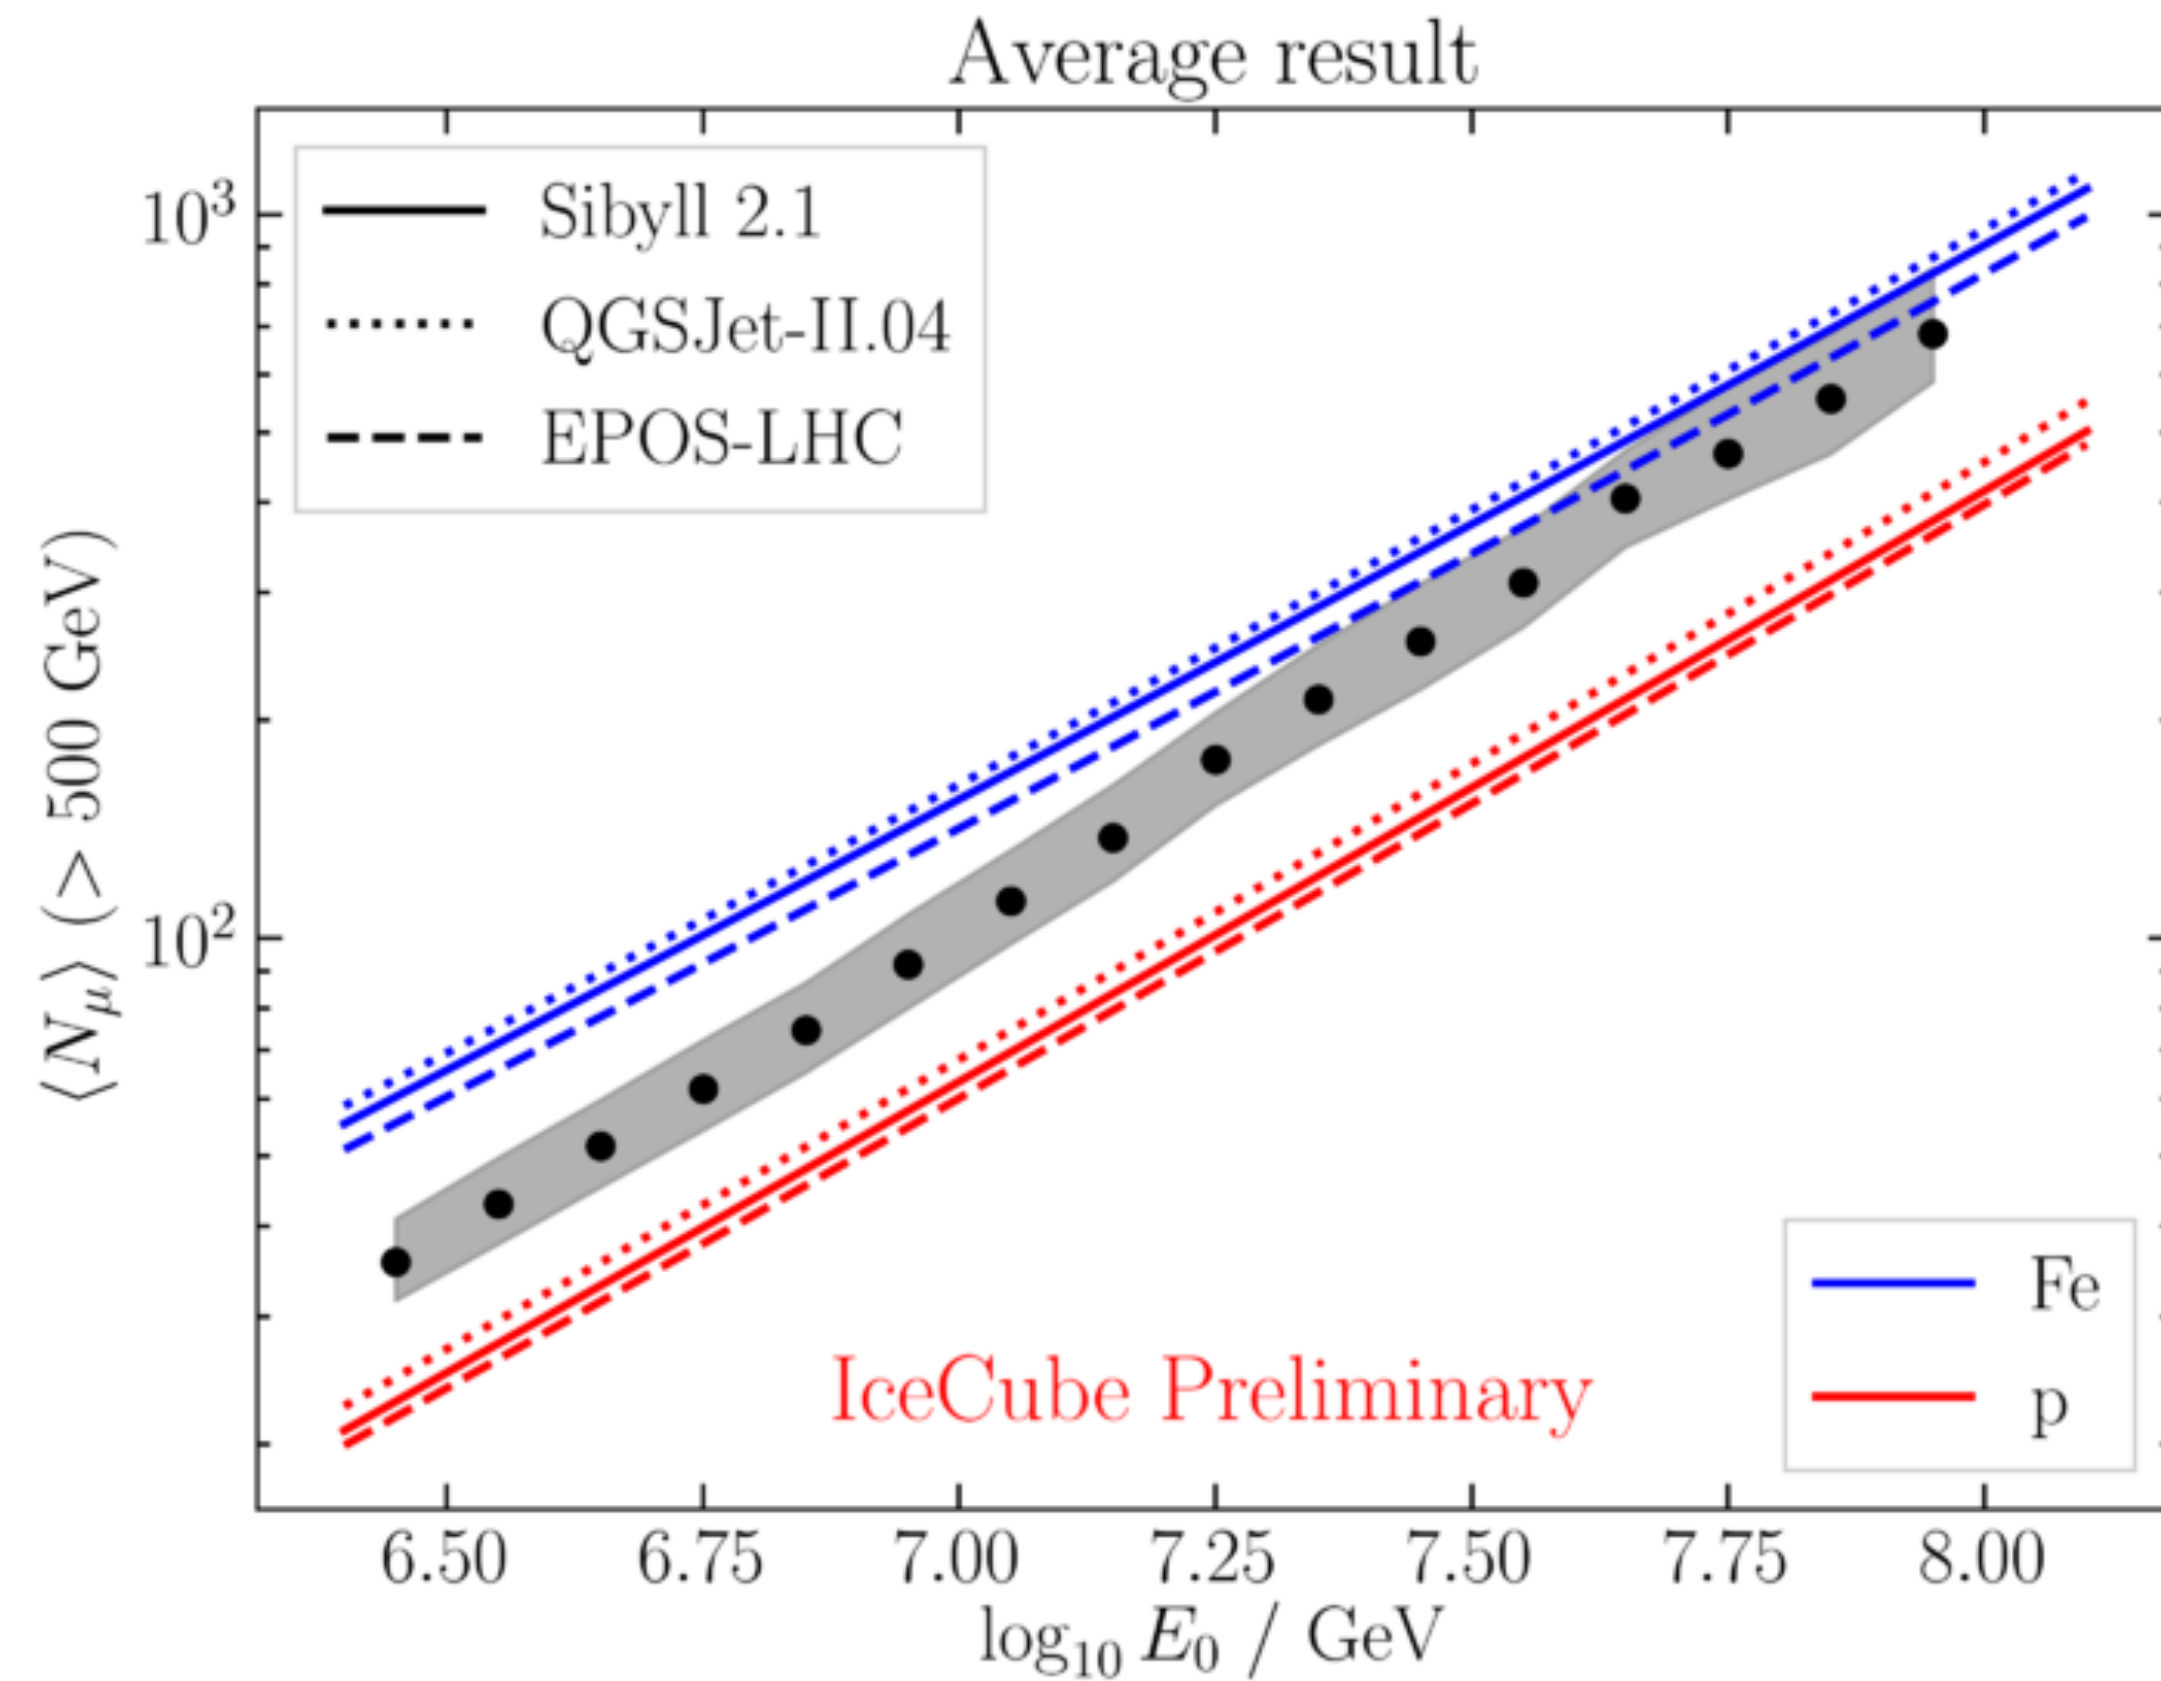 Average result
10³
Sibyll 2.1
QGSJet-II.04
EPOS-LHC
⟨N_μ⟩ (> 500 GeV)
10²
Fe
p
IceCube Preliminary
6.50 6.75 7.00 7.25 7.50 7.75 8.00
log₁₀ E₀ / GeV